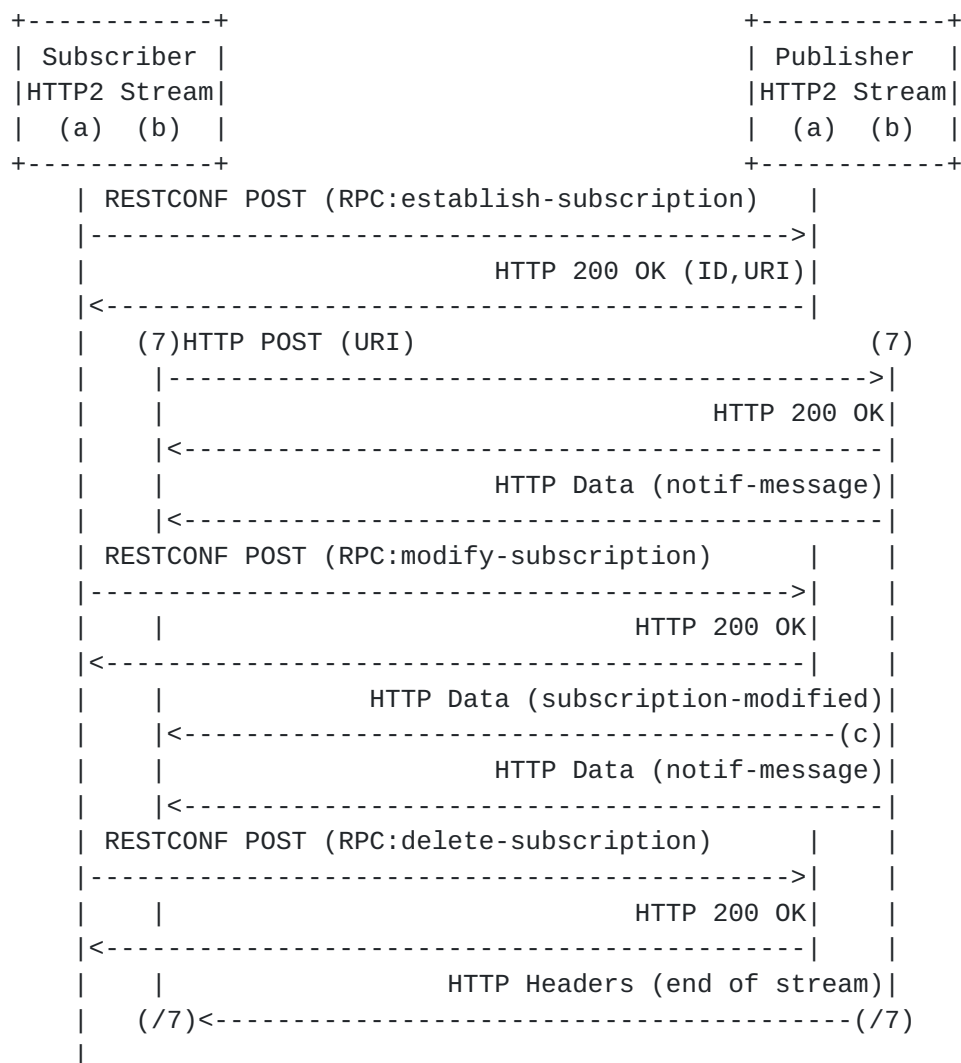 +------------+                                  +------------+
| Subscriber |                                  | Publisher  |
|HTTP2 Stream|                                  |HTTP2 Stream|
|  (a)  (b)  |                                  |  (a)  (b)  |
+------------+                                  +------------+
    | RESTCONF POST (RPC:establish-subscription)   |
    |--------------------------------------------->|
    |                          HTTP 200 OK (ID,URI)|
    |<---------------------------------------------|
    |   (7)HTTP POST (URI)                             (7)
    |    |--------------------------------------------->|
    |    |                                   HTTP 200 OK|
    |    |<---------------------------------------------|
    |    |                     HTTP Data (notif-message)|
    |    |<---------------------------------------------|
    | RESTCONF POST (RPC:modify-subscription)      |    |
    |--------------------------------------------->|    |
    |    |                              HTTP 200 OK|    |
    |<---------------------------------------------|    |
    |    |             HTTP Data (subscription-modified)|
    |    |<------------------------------------------(c)|
    |    |                     HTTP Data (notif-message)|
    |    |<---------------------------------------------|
    | RESTCONF POST (RPC:delete-subscription)      |    |
    |--------------------------------------------->|    |
    |    |                              HTTP 200 OK|    |
    |<---------------------------------------------|    |
    |    |                  HTTP Headers (end of stream)|
    |   (/7)<-----------------------------------------(/7)
    |